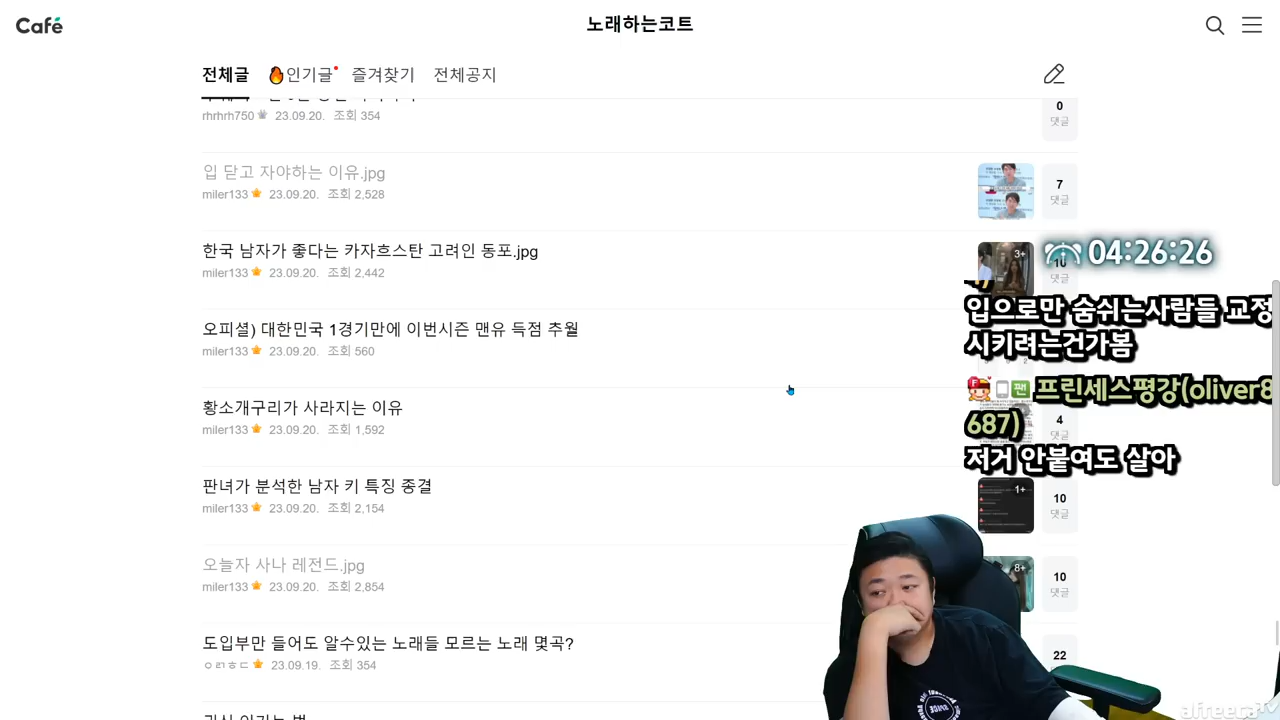 Café
노래하는코트
전체글
인기글
즐겨찾기
전체공지
rhrhrh750 23.09.20. 조회 354
0
댓글
입 닫고 자야하는 이유.jpg
miler133 23.09.20. 조회 2,528
7
댓글
한국 남자가 좋다는 카자흐스탄 고려인 동포.jpg
miler133 23.09.20. 조회 2,442
3+
10
댓글
04:26:26
입으로만 숨쉬는사람들 교정
시키려는건가봄
오피셜) 대한민국 1경기만에 이번시즌 맨유 득점 추월
miler133 23.09.20. 조회 560
F 팬 프린세스평강(oliver8
687)
저거 안붙여도 살아
황소개구리가 사라지는 이유
miler133 23.09.20. 조회 1,592
4
댓글
판녀가 분석한 남자 키 특징 종결
miler133 23.09.20. 조회 2,154
1+
10
댓글
오늘자 사나 레전드.jpg
miler133 23.09.20. 조회 2,854
8+
10
댓글
도입부만 들어도 알수있는 노래들 모르는 노래 몇곡?
ㅇㄹㅎㄷ 23.09.19. 조회 354
22
afreecaTV